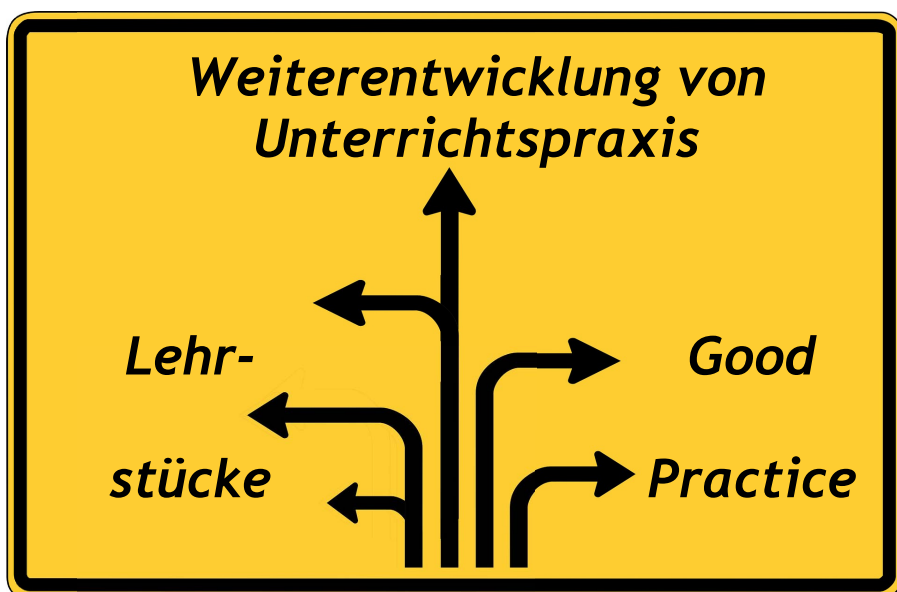 Weiterentwicklung von
Unterrichtspraxis
Lehr-
stücke
Good
Practice